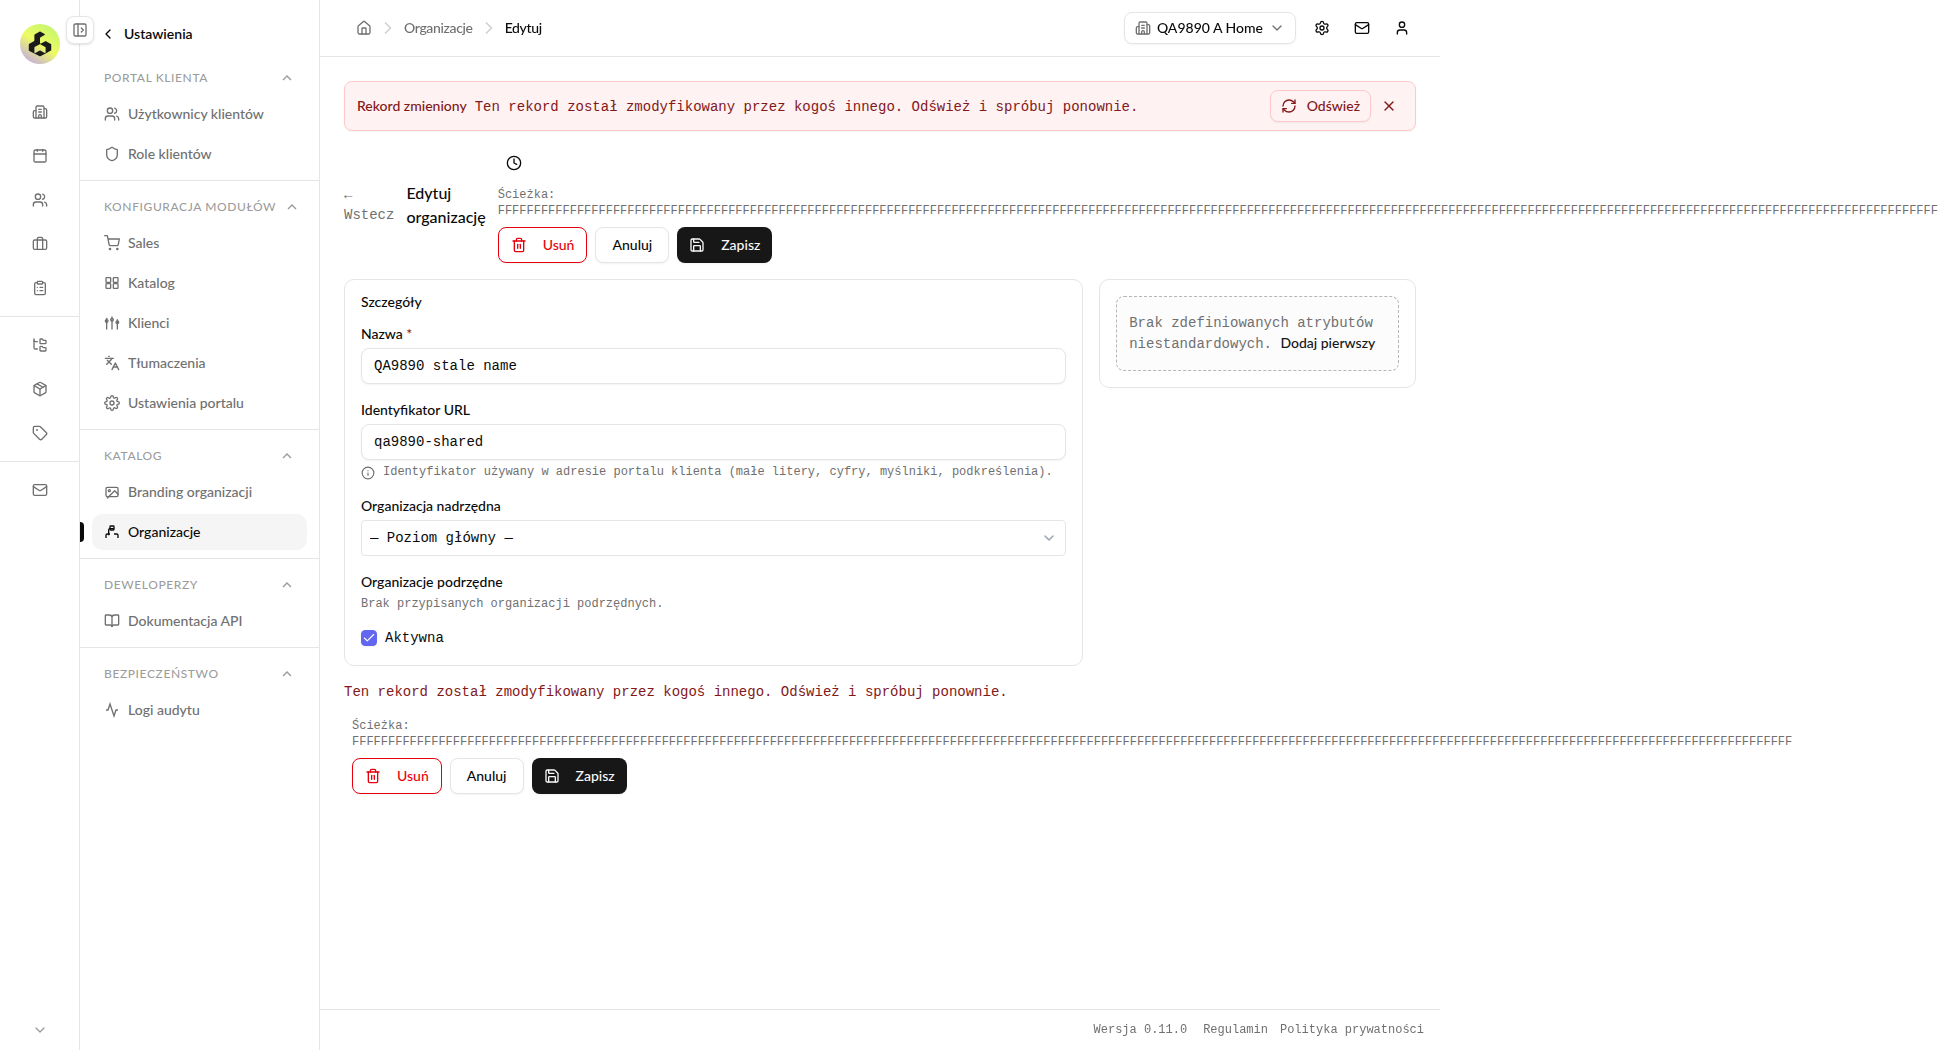 Ustawienia
PORTAL KLIENTA
Użytkownicy klientów
Role klientów
KONFIGURACJA MODUŁÓW
Sales
Katalog
Klienci
Tłumaczenia
Ustawienia portalu
KATALOG
Branding organizacji
Organizacje
DEWELOPERZY
Dokumentacja API
BEZPIECZEŃSTWO
Logi audytu
Organizacje
Edytuj
QA9890 A Home
Rekord zmieniony Ten rekord został zmodyfikowany przez kogoś innego. Odśwież i spróbuj ponownie.
Odśwież
← Wstecz
Edytuj organizację
Ścieżka:
Usuń
Anuluj
Zapisz
Szczegóły
Nazwa *
QA9890 stale name
Identyfikator URL
qa9890-shared
Identyfikator używany w adresie portalu klienta (małe litery, cyfry, myślniki, podkreślenia).
Organizacja nadrzędna
— Poziom główny —
Organizacje podrzędne
Brak przypisanych organizacji podrzędnych.
Aktywna
Brak zdefiniowanych atrybutów
niestandardowych. Dodaj pierwszy
Ten rekord został zmodyfikowany przez kogoś innego. Odśwież i spróbuj ponownie.
Ścieżka:
Usuń
Anuluj
Zapisz
Wersja 0.11.0
Regulamin
Polityka prywatności